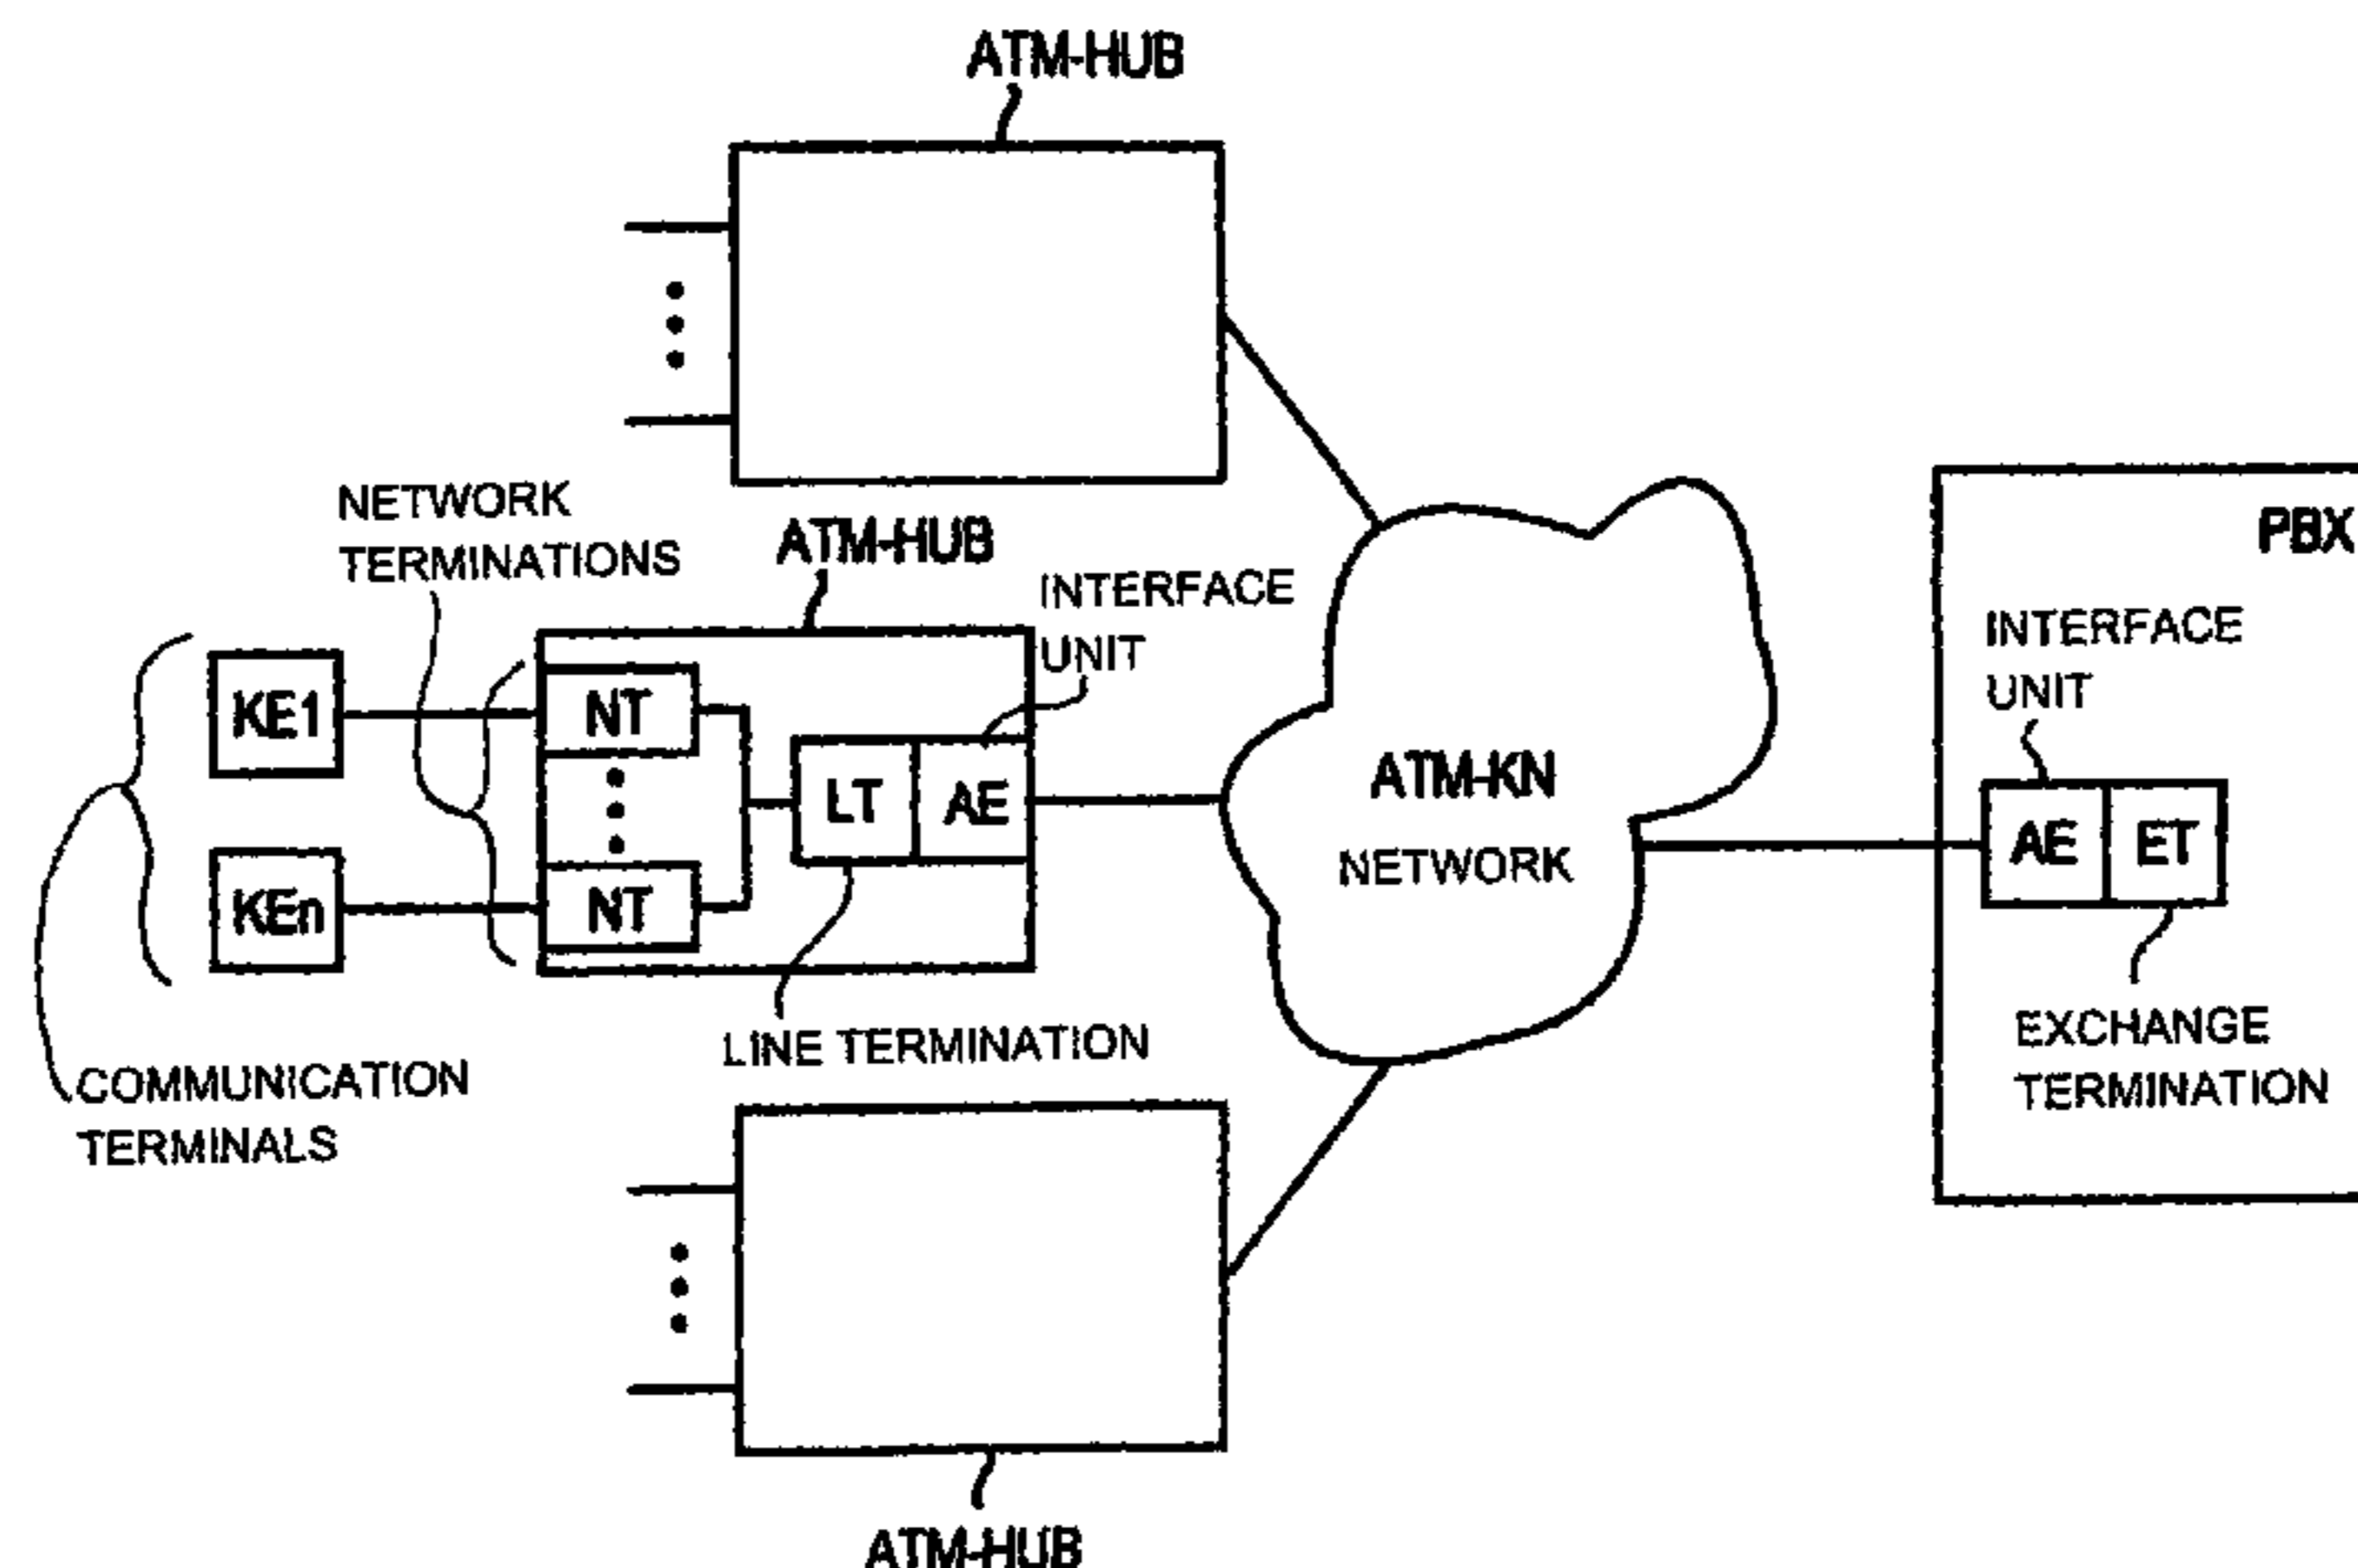 ATM-HUB
NETWORK
TERMINATIONS
ATM-HUB
INTERFACE
UNIT
PBX
INTERFACE
UNIT
KE1
NT
LT
AE
ATM-KN
NETWORK
AE
ET
KEn
NT
LINE TERMINATION
EXCHANGE
TERMINATION
COMMUNICATION
TERMINALS
ATM-HUB